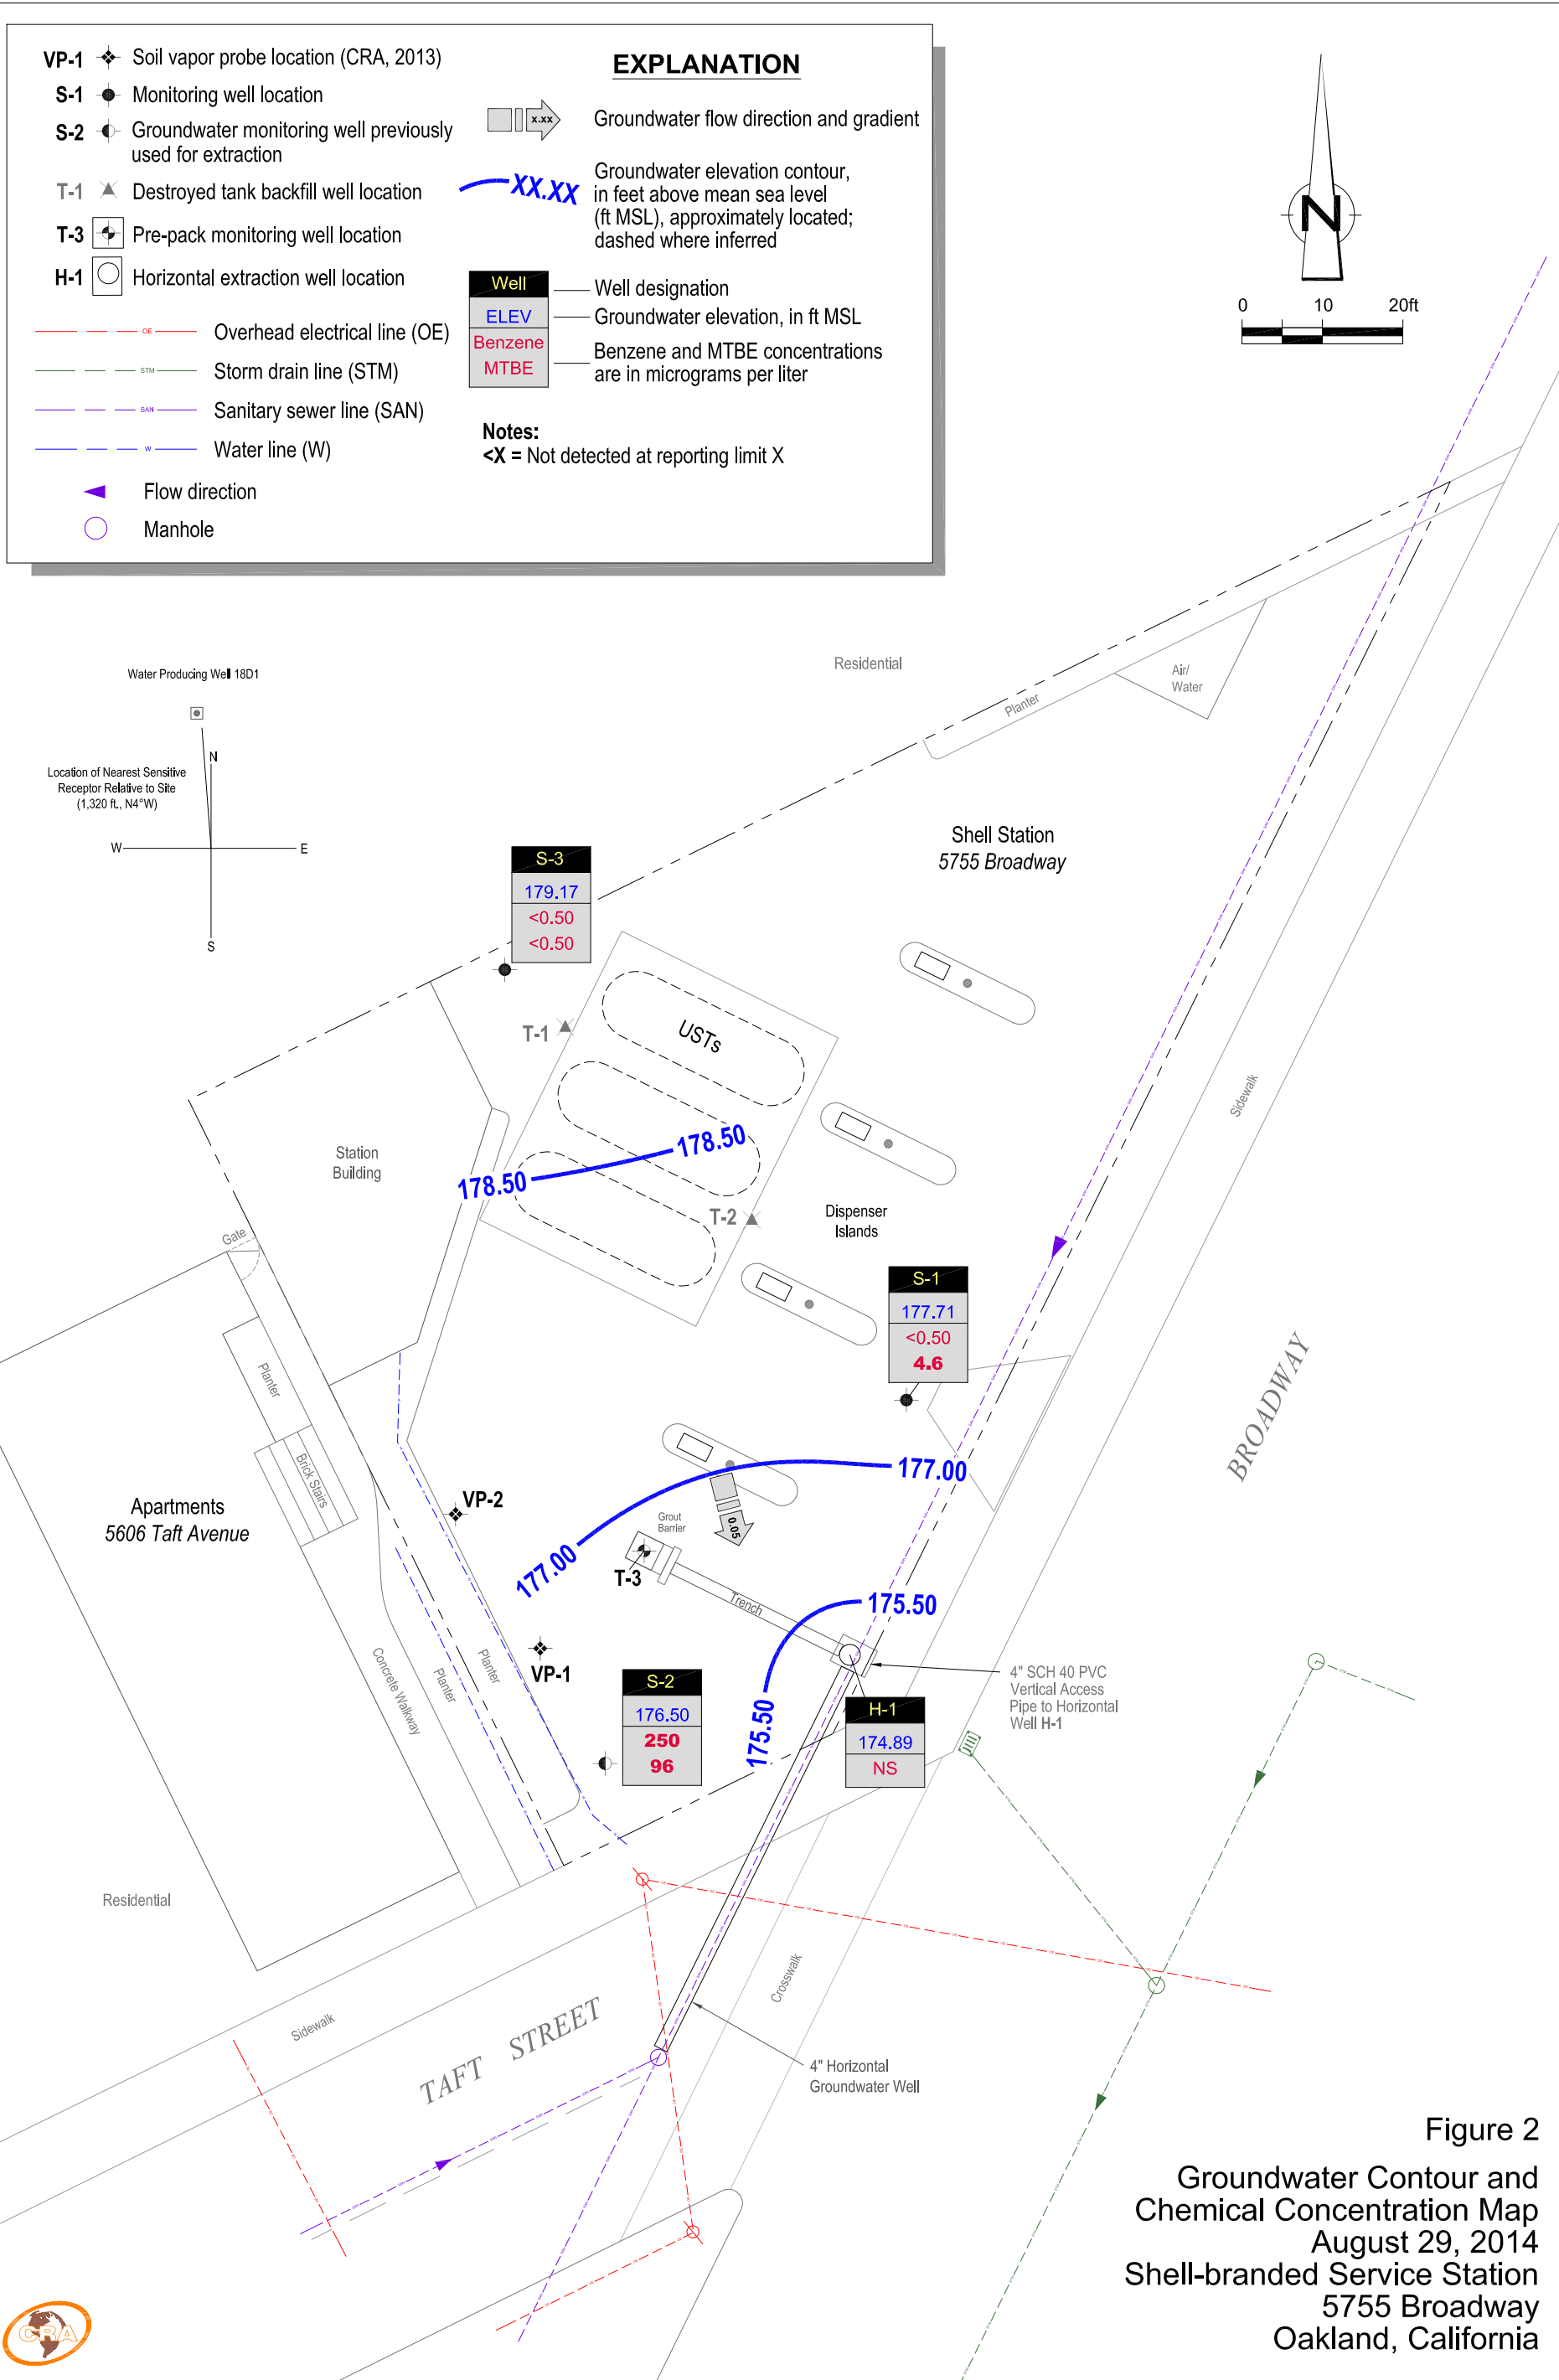 VP-1 Soil vapor probe location (CRA, 2013)
S-1 Monitoring well location
S-2 Groundwater monitoring well previously
used for extraction
T-1 Destroyed tank backfill well location
T-3 Pre-pack monitoring well location
H-1 Horizontal extraction well location
OE Overhead electrical line (OE)
STM Storm drain line (STM)
SAN Sanitary sewer line (SAN)
W Water line (W)
Flow direction
Manhole
EXPLANATION
x.xx Groundwater flow direction and gradient
XX.XX
Groundwater elevation contour,
in feet above mean sea level
(ft MSL), approximately located;
dashed where inferred
Well
ELEV
Benzene
MTBE
Well designation
Groundwater elevation, in ft MSL
Benzene and MTBE concentrations
are in micrograms per liter
Notes:
<X = Not detected at reporting limit X
N
0 10 20ft
Water Producing Well 18D1
N
Location of Nearest Sensitive
Receptor Relative to Site
(1,320 ft., N4°W)
W E
S
Residential
Air/
Water
Planter
Shell Station
5755 Broadway
S-3
179.17
<0.50
<0.50
T-1
USTs
Sidewalk
Station
Building
178.50
178.50
T-2
Dispenser
Islands
Gate
S-1
177.71
<0.50
4.6
BROADWAY
Planter
Brick Stairs
177.00
177.00
Apartments
5606 Taft Avenue
VP-2
0.05
Grout
Barrier
T-3
Trench
175.50
175.50
VP-1
Concrete Walkway
Planter
Planter
S-2
176.50
250
96
H-1
174.89
NS
4" SCH 40 PVC
Vertical Access
Pipe to Horizontal
Well H-1
Residential
Sidewalk
TAFT STREET
Crosswalk
4" Horizontal
Groundwater Well
Figure 2
Groundwater Contour and
Chemical Concentration Map
August 29, 2014
Shell-branded Service Station
5755 Broadway
Oakland, California
CRA